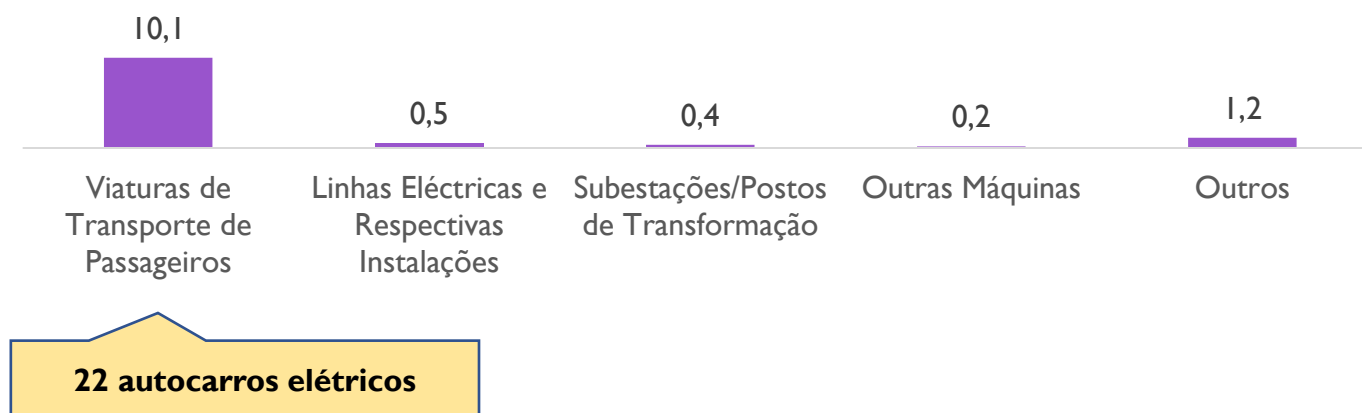 10,1
0,5
0,4
0,2
1,2
Viaturas de
Transporte de
Passageiros
Linhas Eléctricas e
Respectivas
Instalações
Subestações/Postos
de Transformação
Outras Máquinas
Outros
22 autocarros elétricos